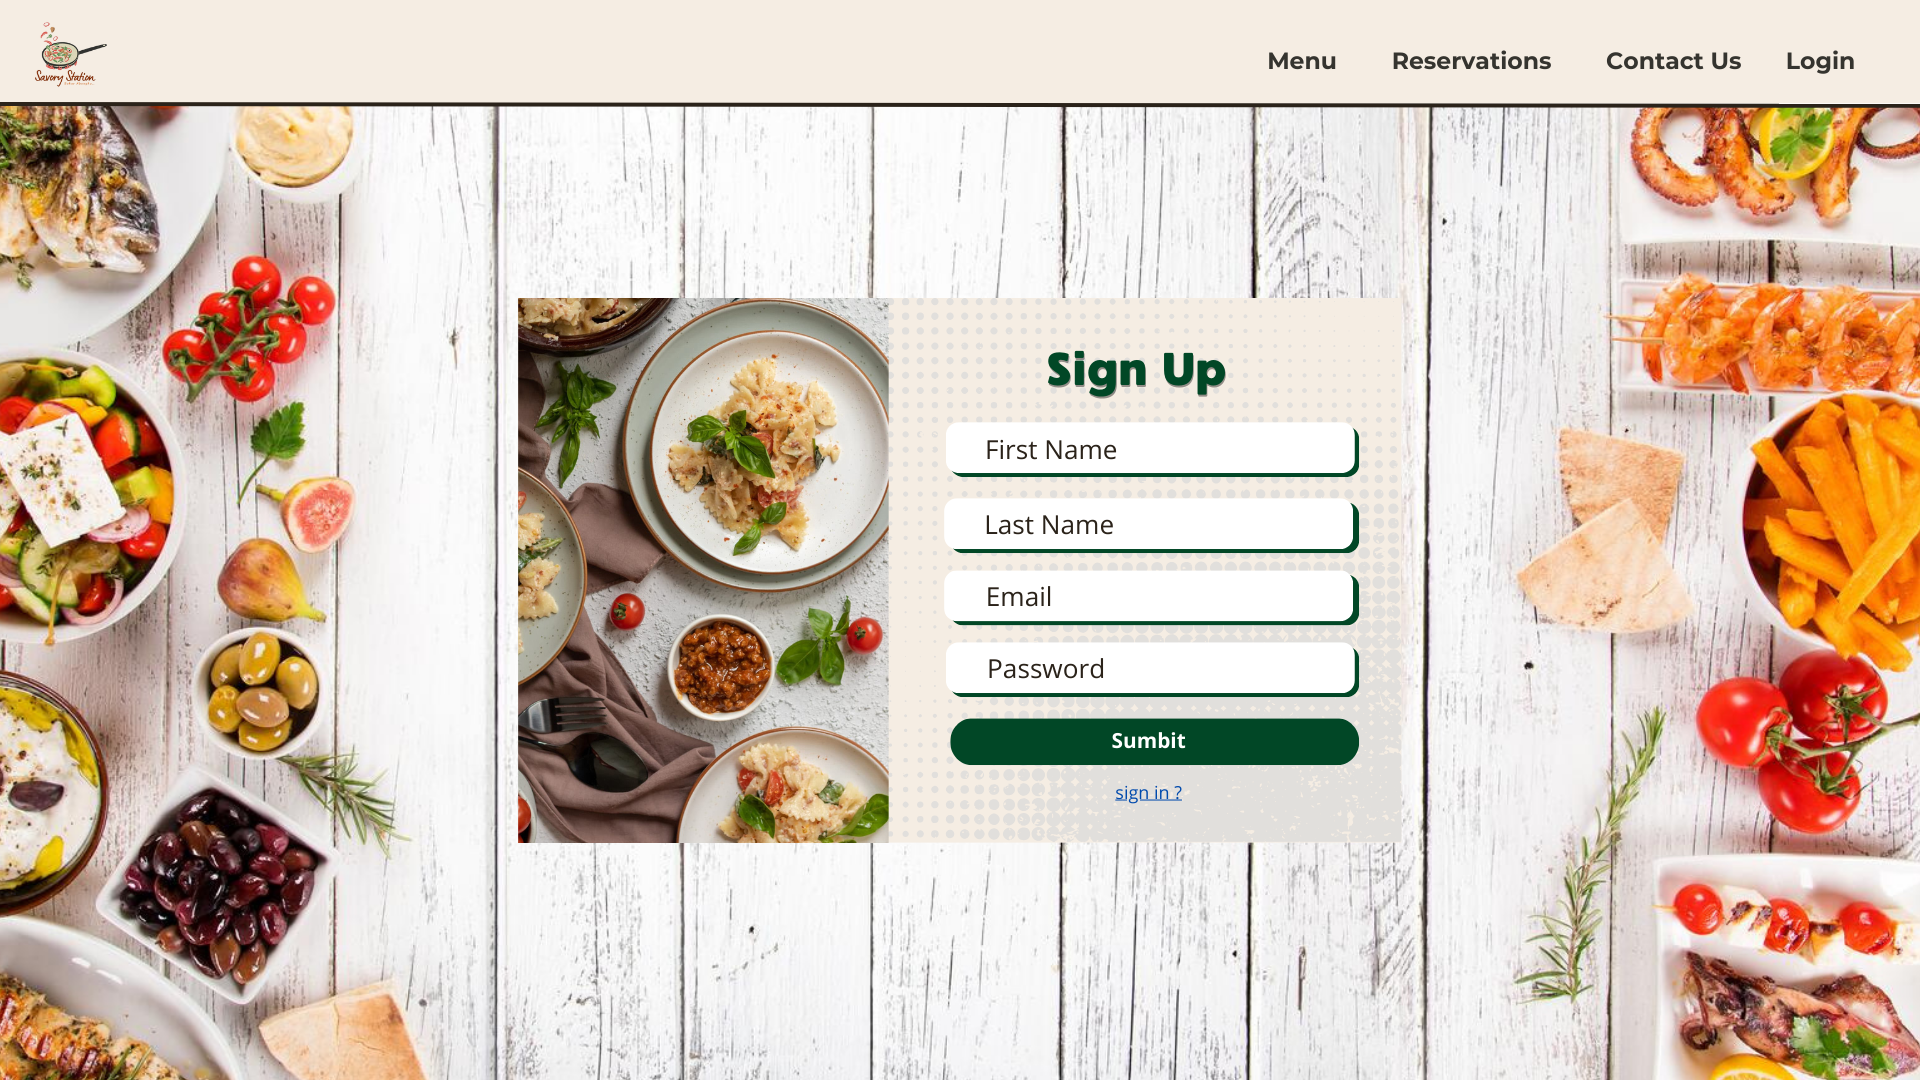 Savory Station
Menu
Reservations
Contact Us
Login
Sign Up
First Name
Last Name
Email
Password
Sumbit
sign in ?